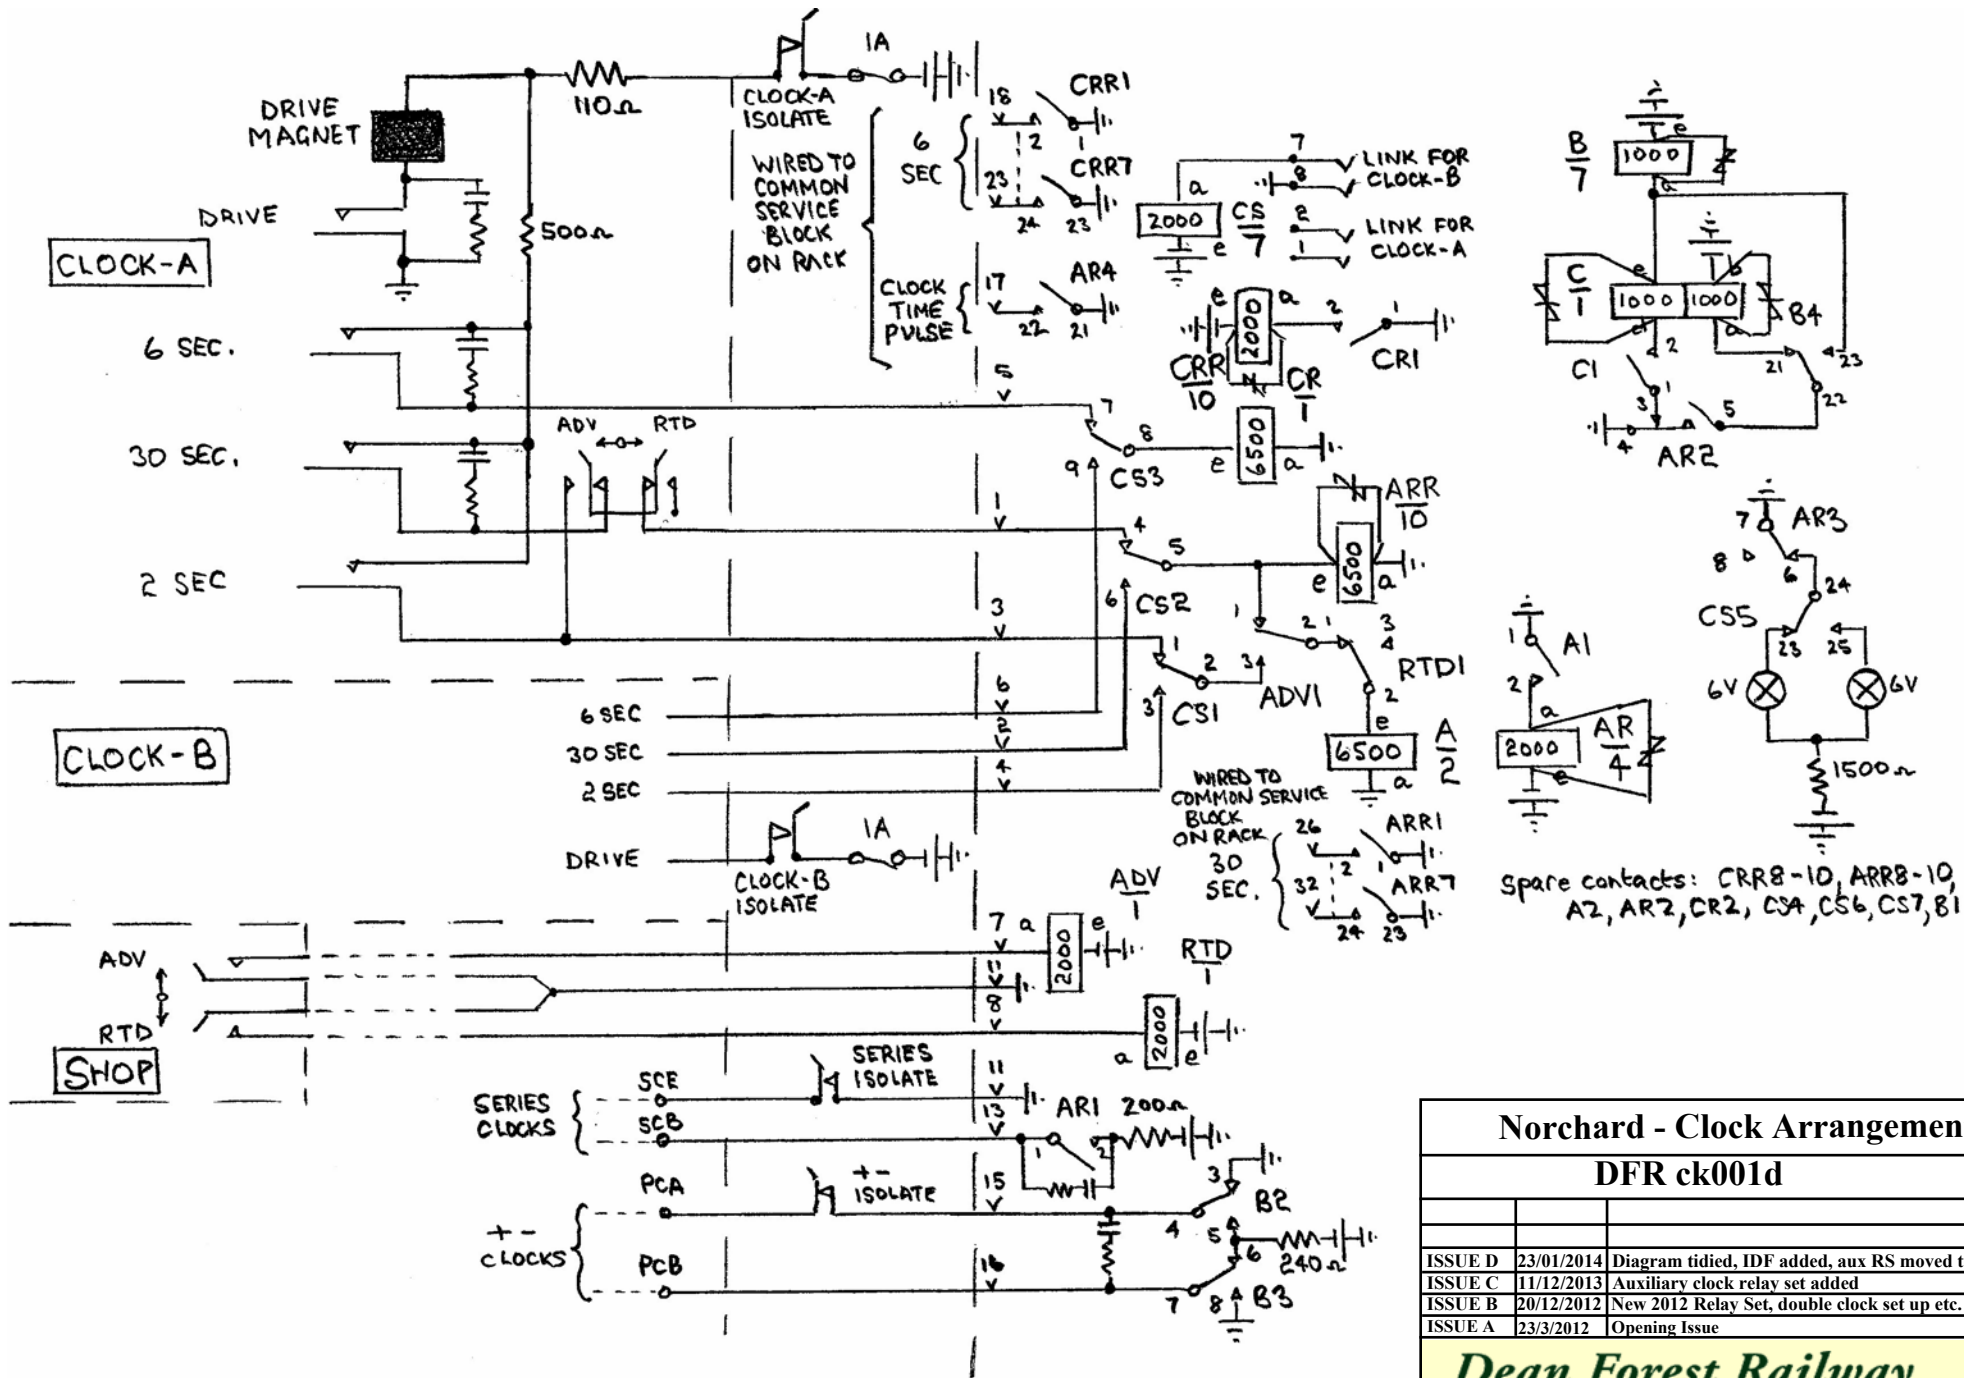 DRIVE
MAGNET
110Ω
CLOCK-A
ISOLATE
1A
DRIVE
500Ω
CLOCK-A
WIRED TO
COMMON
SERVICE
BLOCK
ON RACK
6
SEC
18
CRR1
2
1
23
CRR7
24
23
CLOCK
TIME
PULSE
17
AR4
22
21
7
8
LINK FOR
CLOCK-B
a
2000
e
CS
7
2
1
LINK FOR
CLOCK-A
e
a
2000
CRR
10
2
1
CR1
CR
1
6500
e
a
B
7
1000
e
a
C
1
e
b
1000
1000
d
a
B4
C1
2
1
3
21
23
22
4
5
AR2
6 SEC.
5
7
8
9
CS3
30 SEC.
ADV
RTD
1
4
5
6
CS2
ARR
10
6500
e
a
2 SEC
3
1
2
3
CS1
1
2
3
ADV1
1
3
2
RTD1
e
6500
a
A
2
1
A1
2
a
2000
e
AR
4
7
AR3
8
6
24
CS5
23
25
6V
6V
1500Ω
CLOCK-B
6 SEC
6
30 SEC
2
2 SEC
4
DRIVE
CLOCK-B
ISOLATE
1A
WIRED TO
COMMON SERVICE
BLOCK
ON RACK
30
SEC.
26
ARR1
2
1
32
ARR7
24
23
Spare contacts: CRR8-10, ARR8-10,
A2, AR2, CR2, CS4, CS6, CS7, B1
ADV
RTD
SHOP
7
a
2000
e
ADV
1
11
8
a
2000
e
RTD
1
SERIES
CLOCKS
SCE
SCB
SERIES
ISOLATE
11
13
AR1
1
2
200Ω
+ -
CLOCKS
PCA
PCB
+ -
ISOLATE
15
16
3
4
B2
5
6
240Ω
7
8
B3
Norchard - Clock Arrangemen
DFR ck001d
ISSUE D 23/01/2014 Diagram tidied, IDF added, aux RS moved t
ISSUE C 11/12/2013 Auxiliary clock relay set added
ISSUE B 20/12/2012 New 2012 Relay Set, double clock set up etc.
ISSUE A 23/3/2012 Opening Issue
Dean Forest Railway